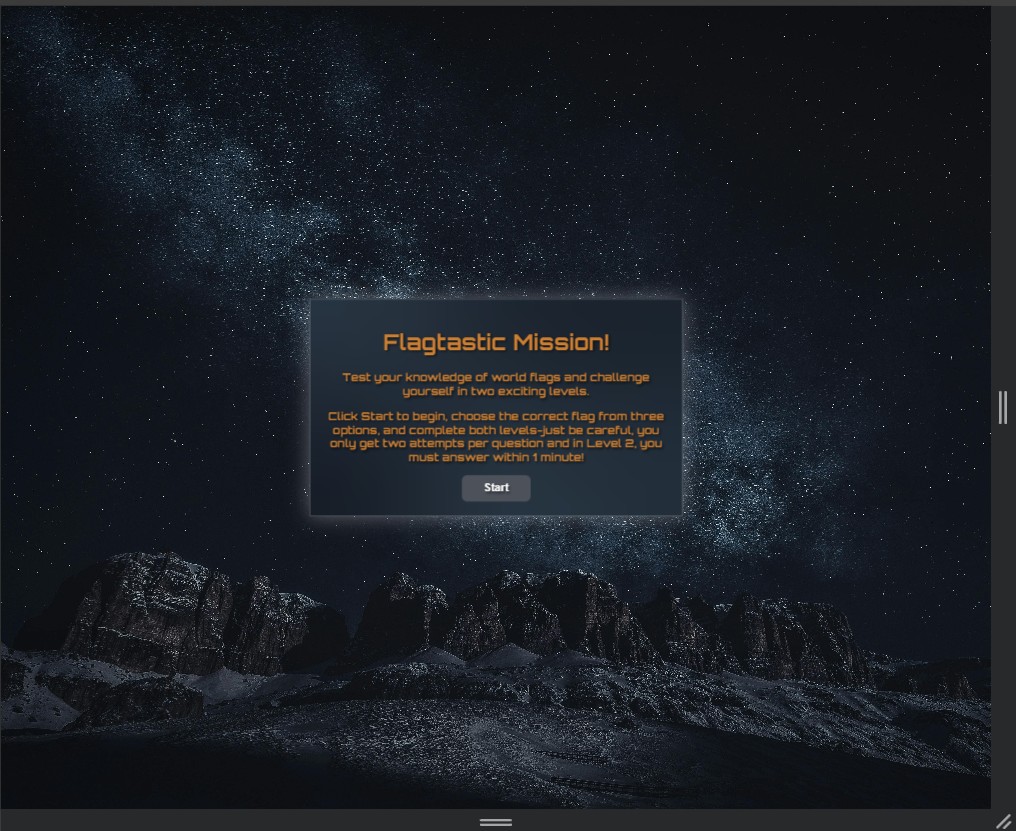 Flagtastic Mission!
Test your knowledge of world flags and challenge
yourself in two exciting levels.
Click Start to begin, choose the correct flag from three
options, and complete both levels-just be careful, you
only get two attempts per question and in Level 2, you
must answer within 1 minute!
Start